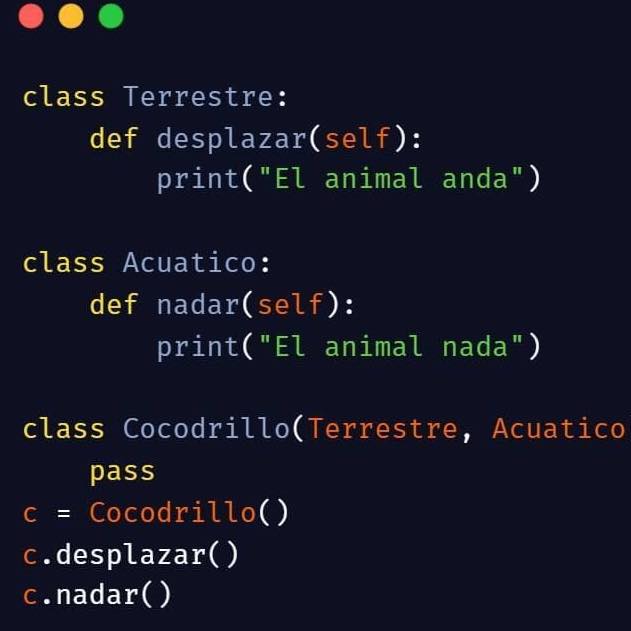 class Terrestre:
    def desplazar(self):
        print("El animal anda")
class Acuatico:
    def nadar(self):
        print("El animal nada")
class Cocodrillo(Terrestre, Acuatico
    pass
c = Cocodrillo()
c.desplazar()
c.nadar()